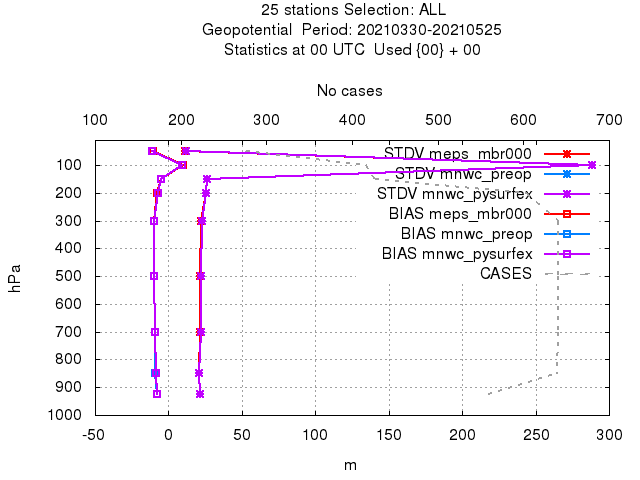 25 stations Selection: ALL
Geopotential  Period: 20210330-20210525
Statistics at 00 UTC  Used {00} + 00
No cases
100 200 300 400 500 600 700
STDV meps_mbr000
100
STDV mnwc_preop
STDV mnwc_pysurfex
200
BIAS meps_mbr000
300
BIAS mnwc_preop
400
BIAS mnwc_pysurfex
CASES
500
600
700
800
900
1000
hPa
-50 0 50 100 150 200 250 300
m